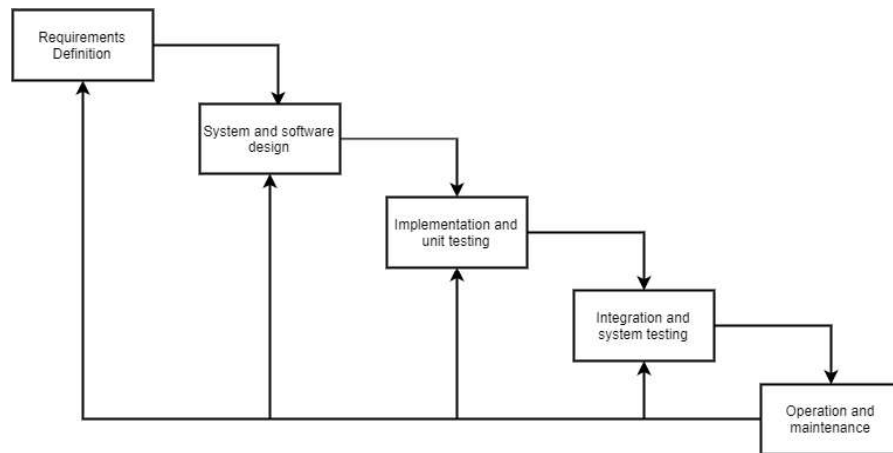 Requirements
Definition
System and software
design
Implementation and
unit testing
Integration and
system testing
Operation and
maintenance